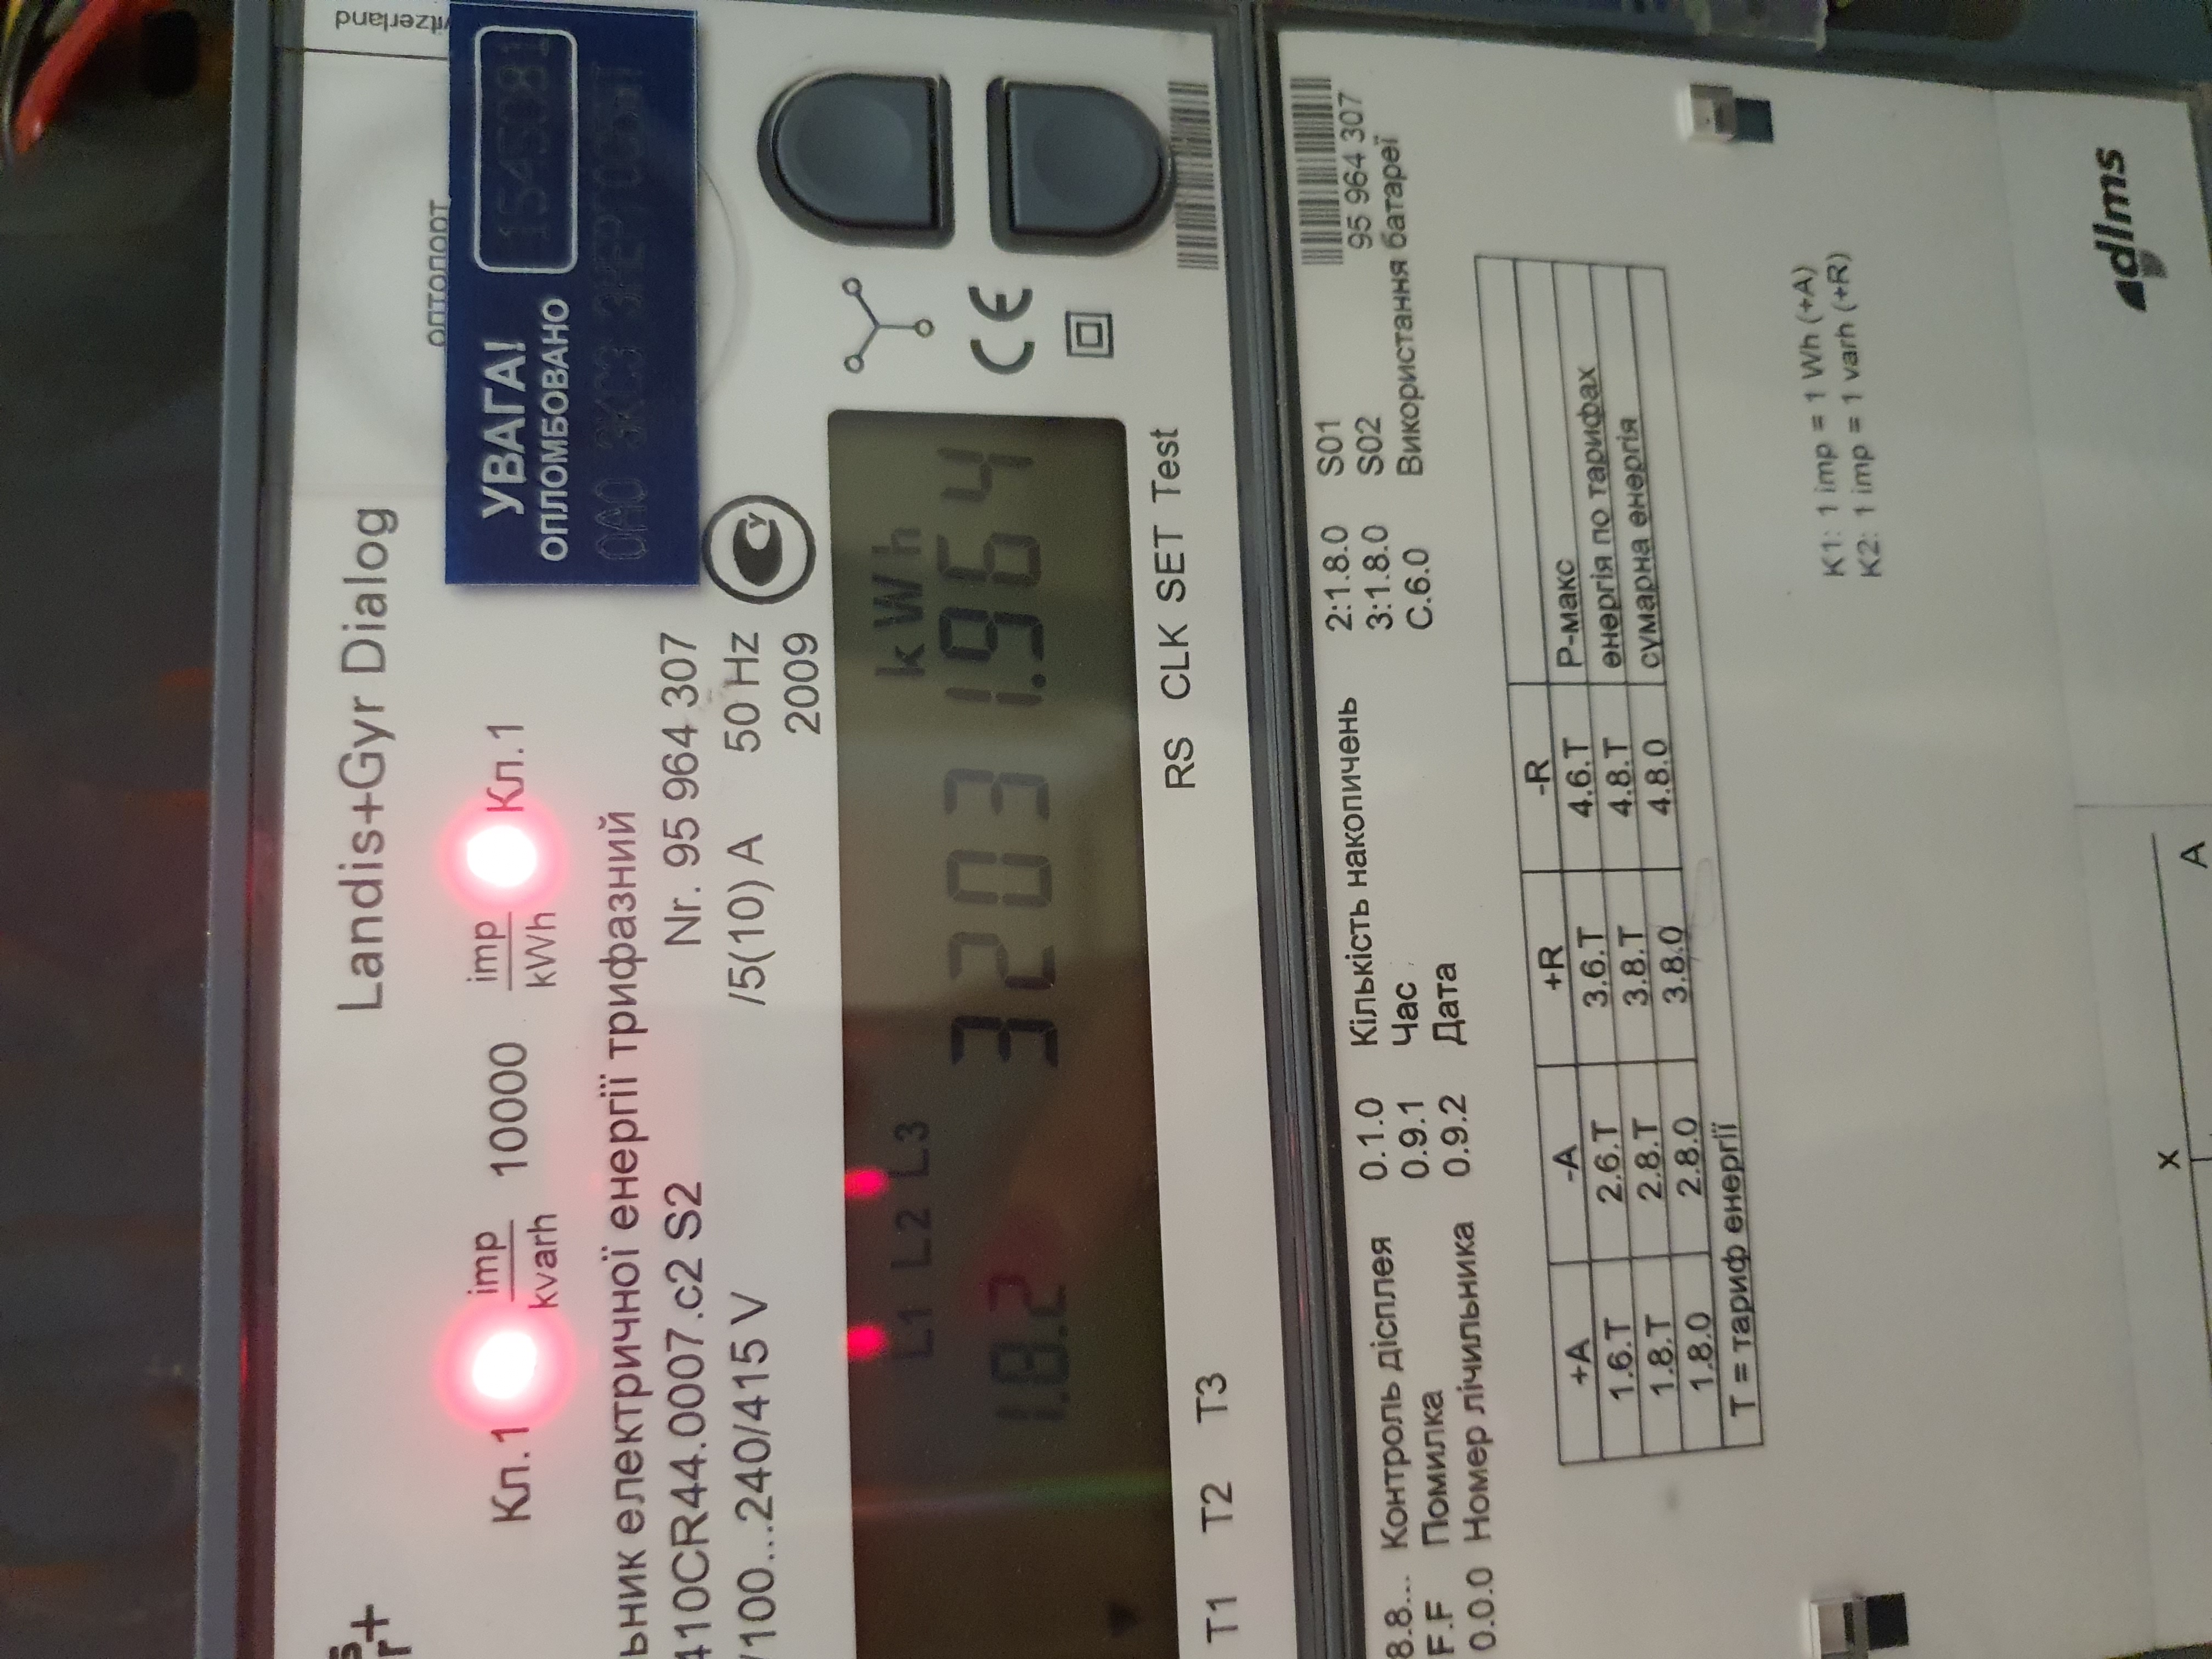 s+
r
Landis+Gyr Dialog
itzerland
оптопорт
Кл.1 imp/kvarh 10000 imp/kWh Кл.1
УВАГА!
ОПЛОМБОВАНО
1545081
ОАО ЭКСЭ ЭНЕРГОСБЫТ
ьник електричної енергії трифазний
410CR44.0007.c2 S2 Nr. 95 964 307
/100...240/415 V /5(10) A 50 Hz
2009
L1 L2 L3 kWh
1.8.2 32031.964
CE
RS CLK SET Test
T1 T2 T3
8.8... Контроль дісплея 0.1.0 Кількість накопичень 2:1.8.0 S01
F.F Помилка 0.9.1 Час 3:1.8.0 S02
0.0.0 Номер лічильника 0.9.2 Дата C.6.0 Використання батареї
95 964 307
+A -A +R -R
1.6.T 2.6.T 3.6.T 4.6.T Р-макс
1.8.T 2.8.T 3.8.T 4.8.T енергія по тарифах
1.8.0 2.8.0 3.8.0 4.8.0 сумарна енергія
T = тариф енергії
K1: 1 imp = 1 Wh (+A)
K2: 1 imp = 1 varh (+R)
dlms
x
A